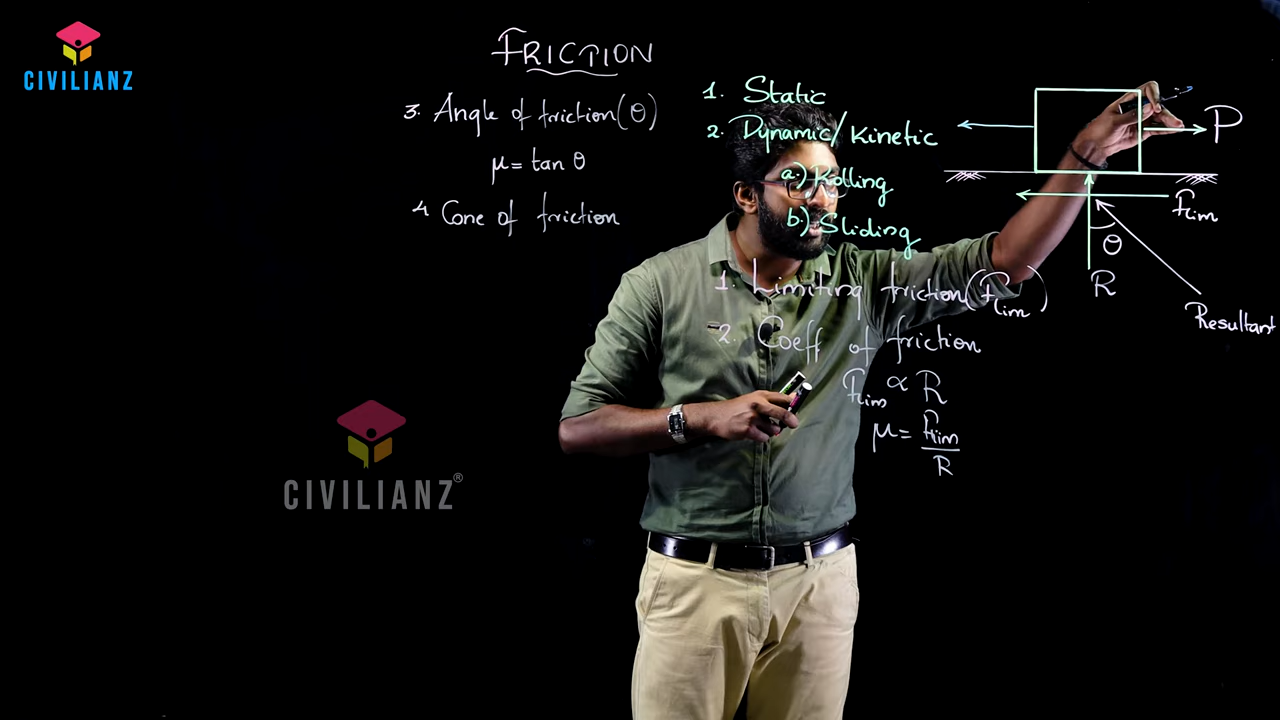 CIVILIANZ
FRICTION
3. Angle of friction (θ)
μ = tan θ
4 Cone of friction
1. Static
2. Dynamic/Kinetic
a.) Rolling
b.) Sliding
1. Limiting friction (Flim)
2. Coeff of friction
Flim ∝ R
μ = Flim
R
P
Flim
θ
R
Resultant
CIVILIANZ®